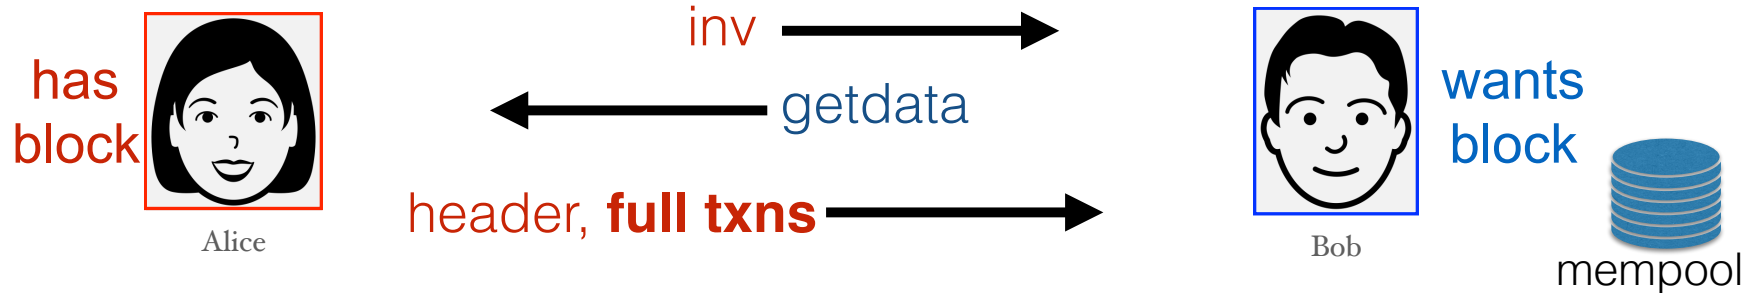 has
block
Alice
inv
getdata
header, full txns
Bob
wants
block
mempool